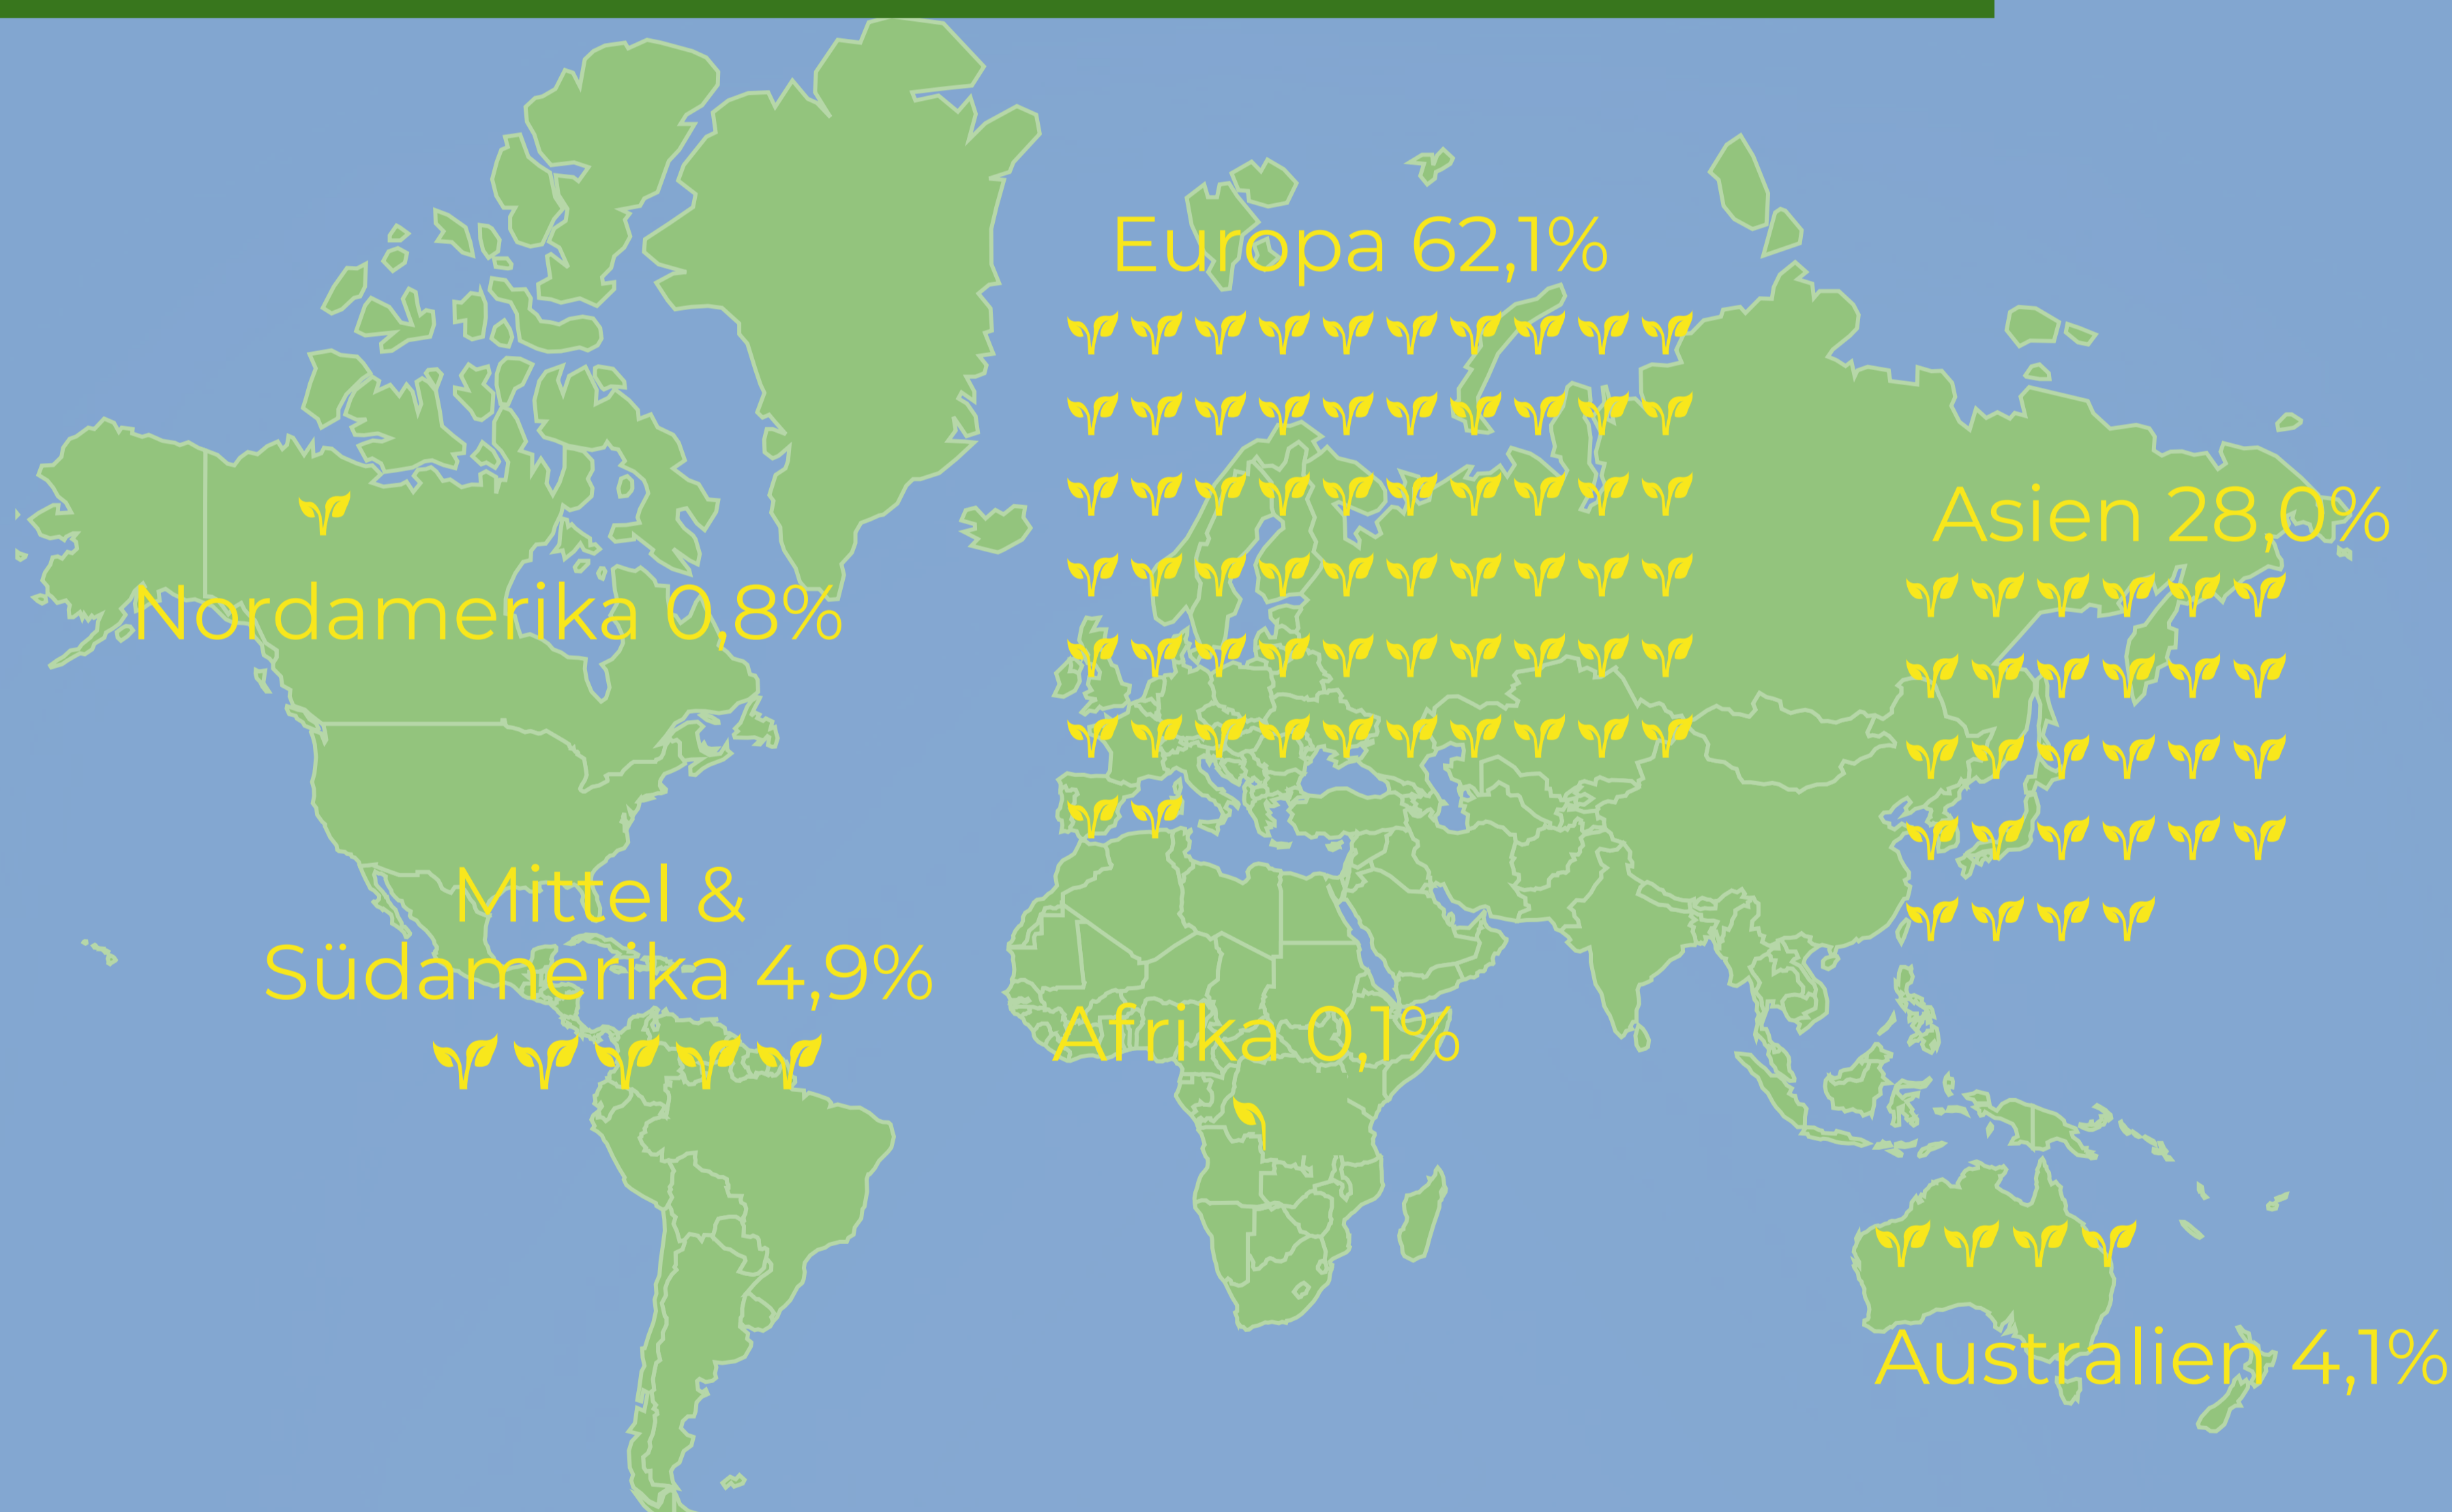 Europa 62,1%
Asien 28,0%
Nordamerika 0,8%
Mittel &
Südamerika 4,9%
Afrika 0,1%
Australien 4,1%